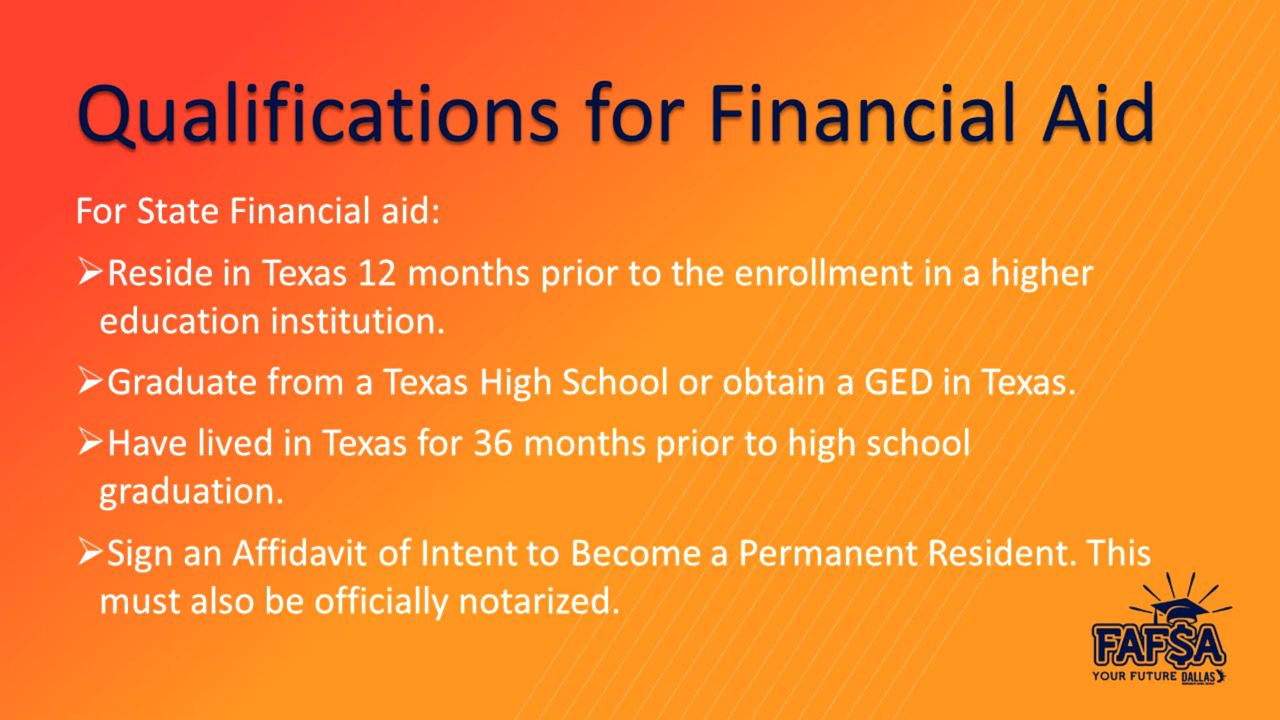 Qualifications for Financial Aid
For State Financial aid:
➢Reside in Texas 12 months prior to the enrollment in a higher
education institution.
➢Graduate from a Texas High School or obtain a GED in Texas.
➢Have lived in Texas for 36 months prior to high school
graduation.
➢Sign an Affidavit of Intent to Become a Permanent Resident. This
must also be officially notarized.
FAF$A
YOUR FUTURE DALLAS